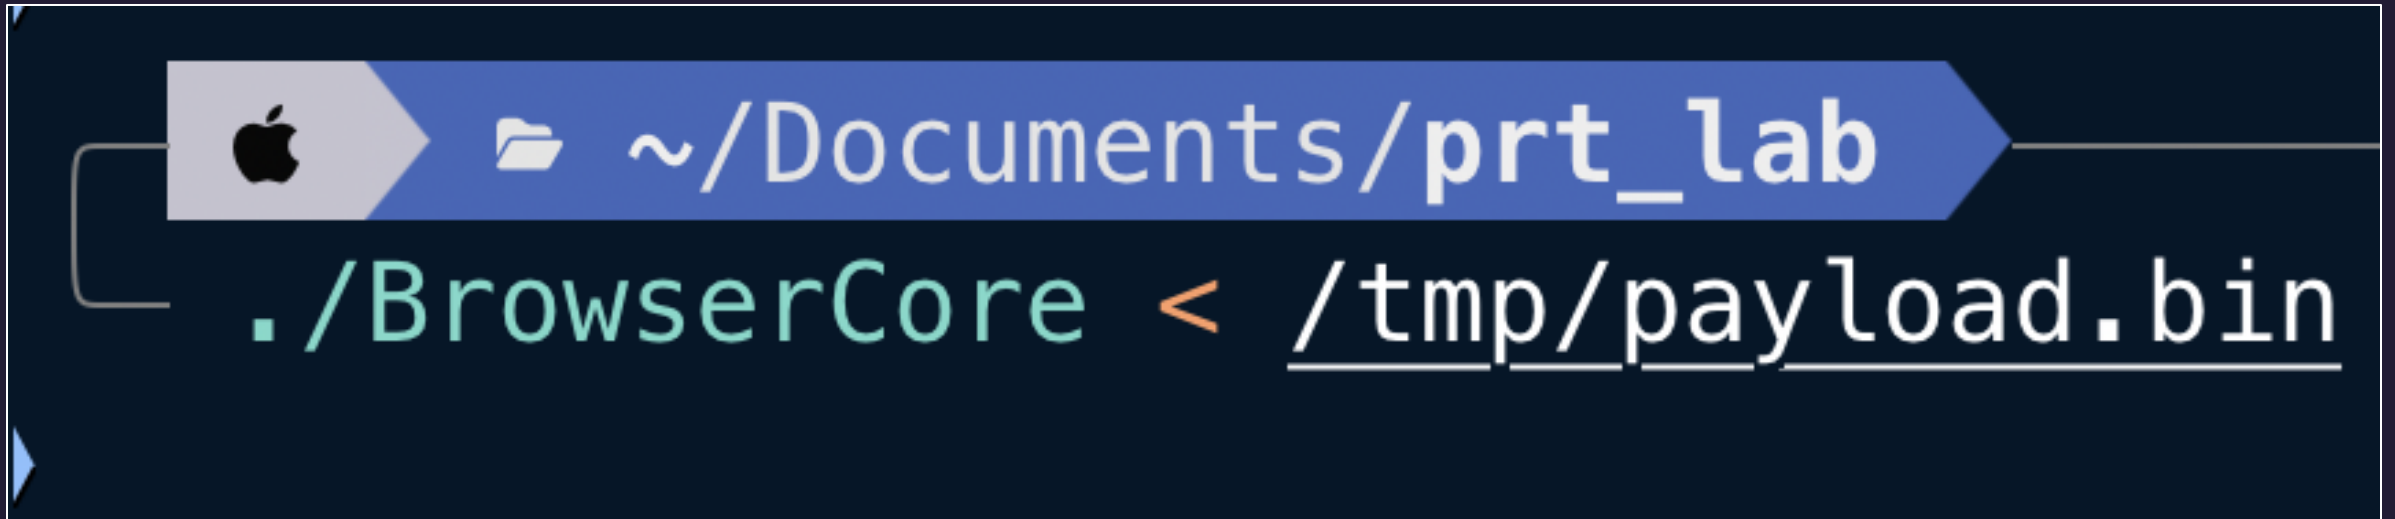 ~/Documents/prt_lab
./BrowserCore < /tmp/payload.bin